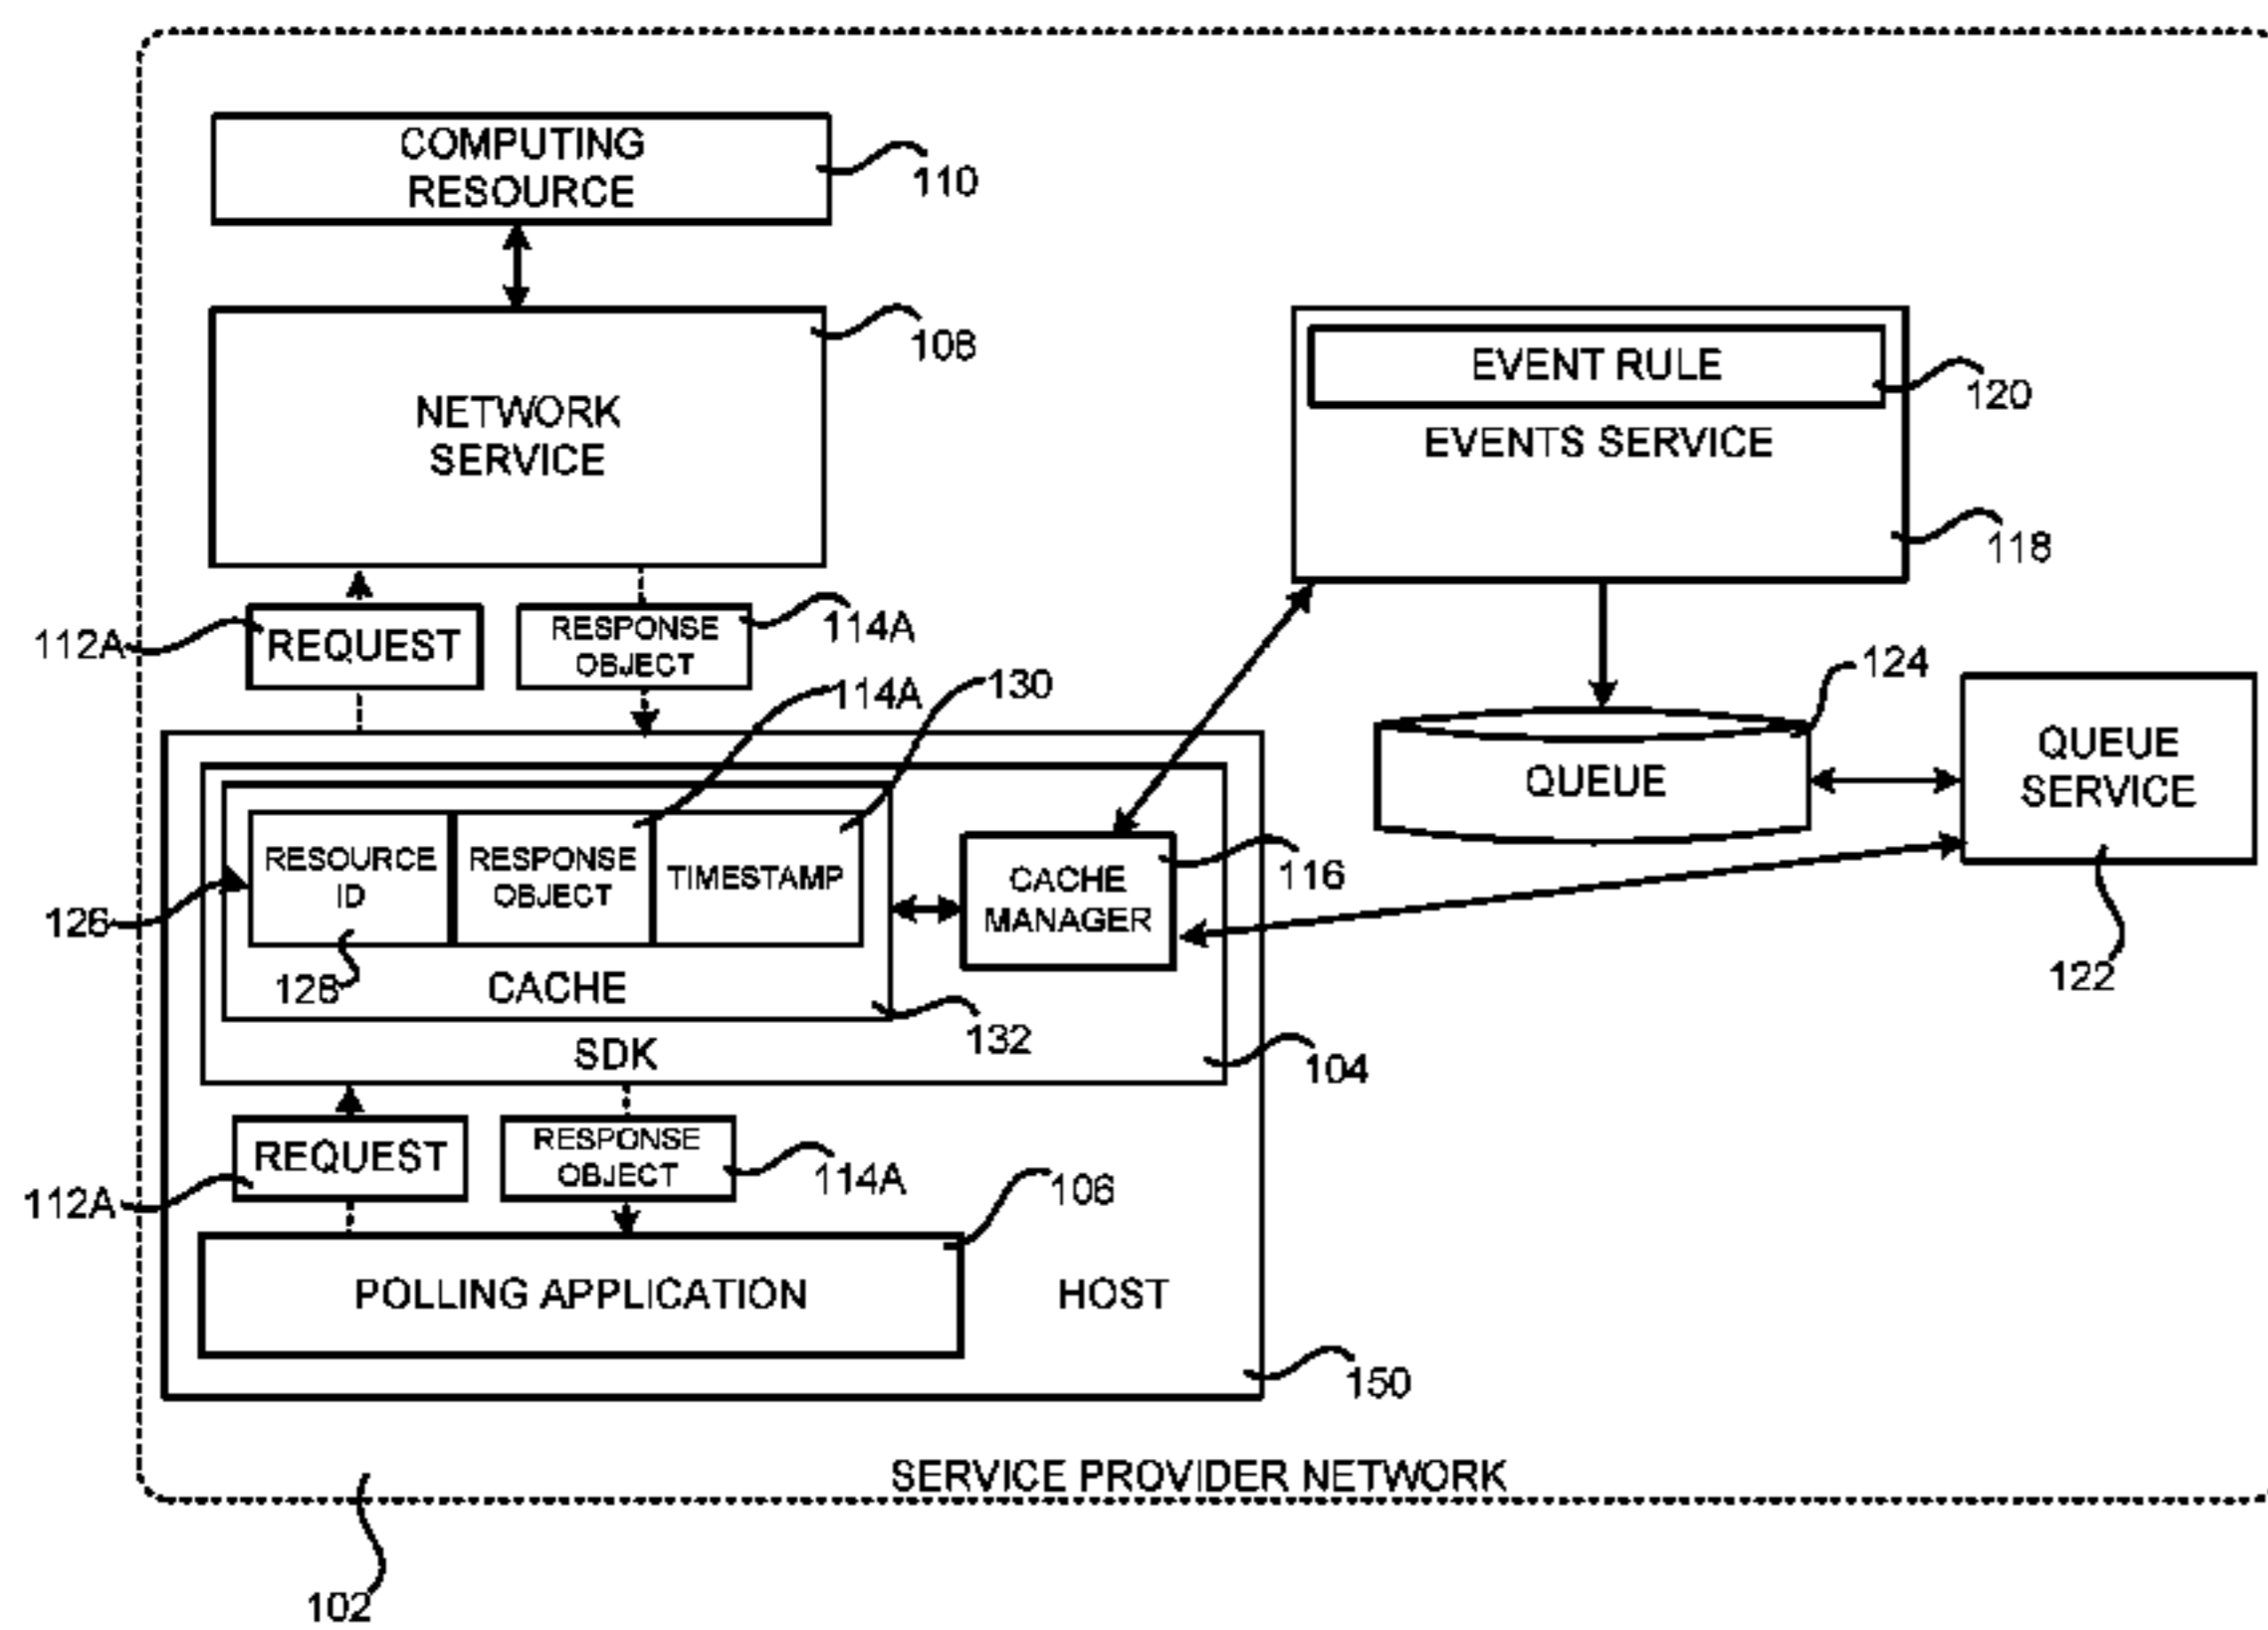 COMPUTING
RESOURCE
110
NETWORK
SERVICE
108
EVENT RULE
120
EVENTS SERVICE
118
112A
REQUEST
RESPONSE
OBJECT
114A
114A
130
124
QUEUE
QUEUE
SERVICE
122
RESOURCE
ID
RESPONSE
OBJECT
TIMESTAMP
126
128
CACHE
132
CACHE
MANAGER
116
SDK
104
112A
REQUEST
RESPONSE
OBJECT
114A
106
POLLING APPLICATION
HOST
150
SERVICE PROVIDER NETWORK
102